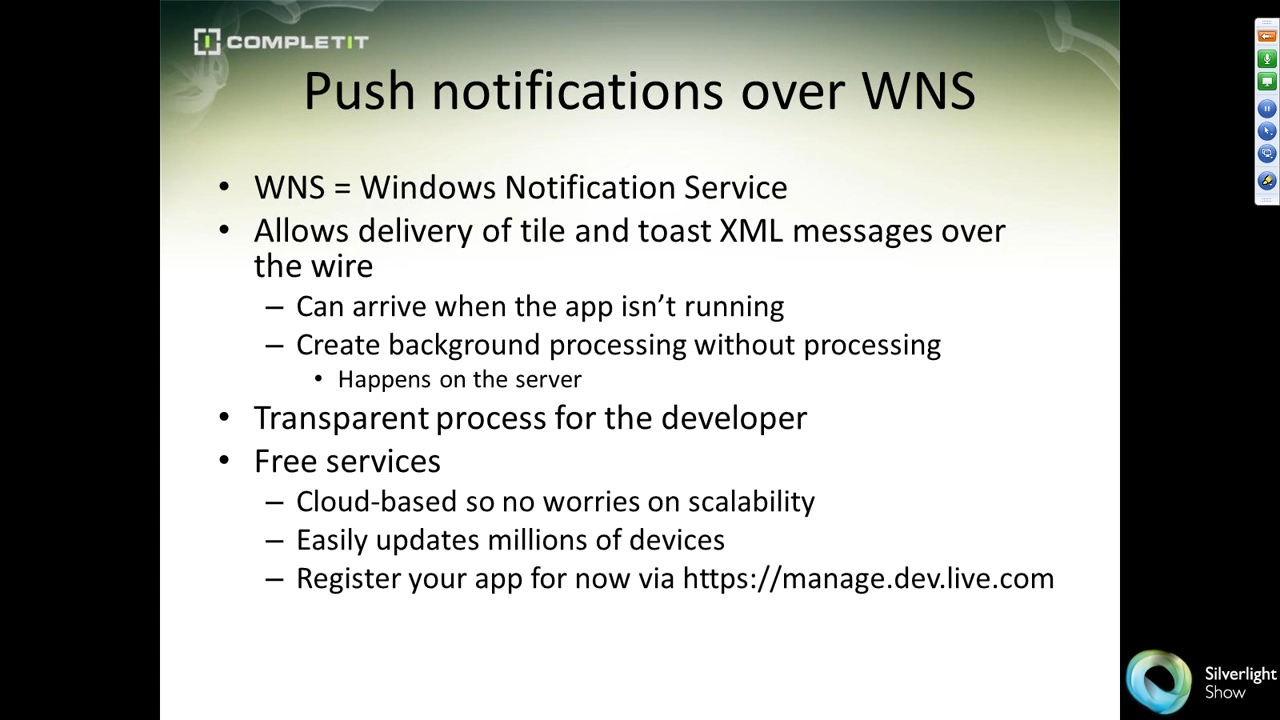 COMPLETIT
Push notifications over WNS
• WNS = Windows Notification Service
• Allows delivery of tile and toast XML messages over
the wire
– Can arrive when the app isn’t running
– Create background processing without processing
• Happens on the server
• Transparent process for the developer
• Free services
– Cloud-based so no worries on scalability
– Easily updates millions of devices
– Register your app for now via https://manage.dev.live.com
Silverlight
Show